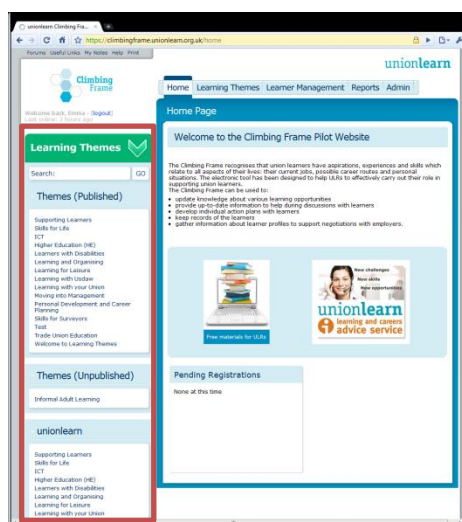 unionlearn Climbing Fra...
https://climbingframe.unionlearn.org.uk/home
Forums Useful Links My Notes Help Print
unionlearn
Climbing
Frame
Home Learning Themes Learner Management Reports Admin
Welcome back, Emma - [logout]
Last online: 2 hours ago
Home Page
Learning Themes
Search: GO
Themes (Published)
Supporting Learners
Skills for Life
ICT
Higher Education (HE)
Learners with Disabilities
Learning and Organising
Learning for Leisure
Learning with Usdaw
Learning with your Union
Moving into Management
Personal Development and Career
Planning
Skills for Surveyors
Test
Trade Union Education
Welcome to Learning Themes
Themes (Unpublished)
Informal Adult Learning
unionlearn
Supporting Learners
Skills for Life
ICT
Higher Education (HE)
Learners with Disabilities
Learning and Organising
Learning for Leisure
Learning with your Union
Welcome to the Climbing Frame Pilot Website
The Climbing Frame recognises that union learners have aspirations, experiences and skills which
relate to all aspects of their lives: their current jobs, possible career routes and personal
situations. The electronic tool has been designed to help ULRs to effectively carry out their role in
supporting union learners.
The Climbing Frame can be used to:
update knowledge about various learning opportunities
provide up-to-date information to help during discussions with learners
develop individual action plans with learners
keep records of the learners
gather information about learner profiles to support negotiations with employers.
Free materials for ULRs
New challenges
New skills
New opportunities
unionlearn
learning and careers
advice service
Pending Registrations
None at this time